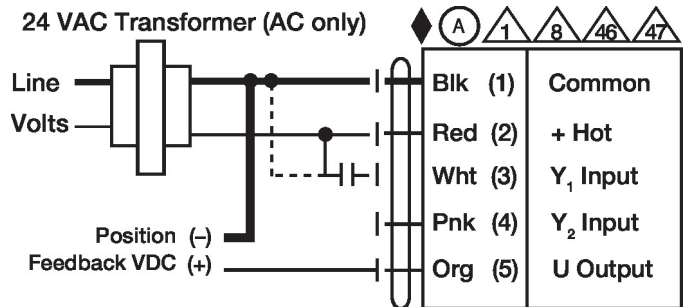 24 VAC Transformer (AC only)
A 1 8 46 47
Line
Volts
Blk (1) Common
Red (2) + Hot
Wht (3) Y₁ Input
Pnk (4) Y₂ Input
Org (5) U Output
Position (–)
Feedback VDC (+)